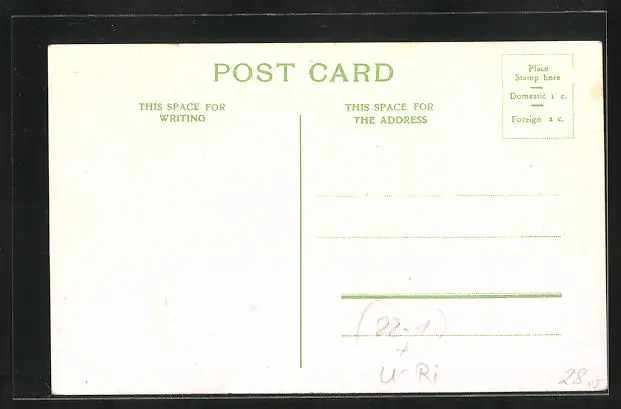 POST CARD
Place
Stamp here
Domestic 1 c.
Foreign 2 c.
THIS SPACE FOR
WRITING
THIS SPACE FOR
THE ADDRESS
(22-1)
U-Ri
28,15